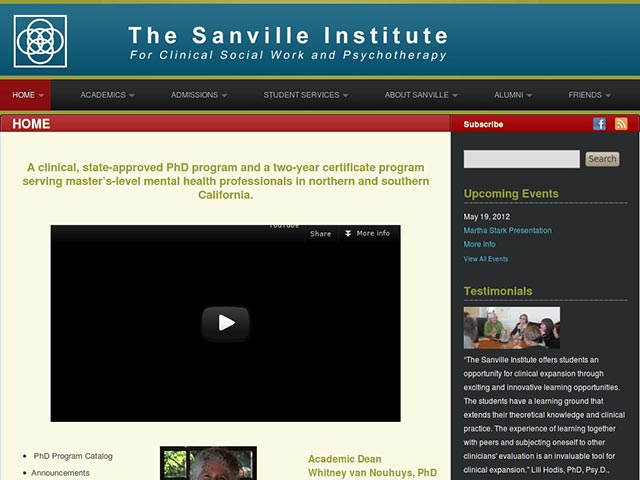 The Sanville Institute
For Clinical Social Work and Psychotherapy
HOME ACADEMICS ADMISSIONS STUDENT SERVICES ABOUT SANVILLE ALUMNI FRIENDS
HOME
Subscribe
A clinical, state-approved PhD program and a two-year certificate program
serving master's-level mental health professionals in northern and southern
California.
YouTube
Share More info
PhD Program Catalog
Announcements
Academic Dean
Whitney van Nouhuys, PhD
Search
Upcoming Events
May 19, 2012
Martha Stark Presentation
More Info
View All Events
Testimonials
“The Sanville Institute offers students an
opportunity for clinical expansion through
exciting and innovative learning opportunities.
The students have a learning ground that
extends their theoretical knowledge and clinical
practice. The experience of learning together
with peers and subjecting oneself to other
clinicians' evaluation is an invaluable tool for
clinical expansion.” Lili Hodis, PhD, Psy.D.,